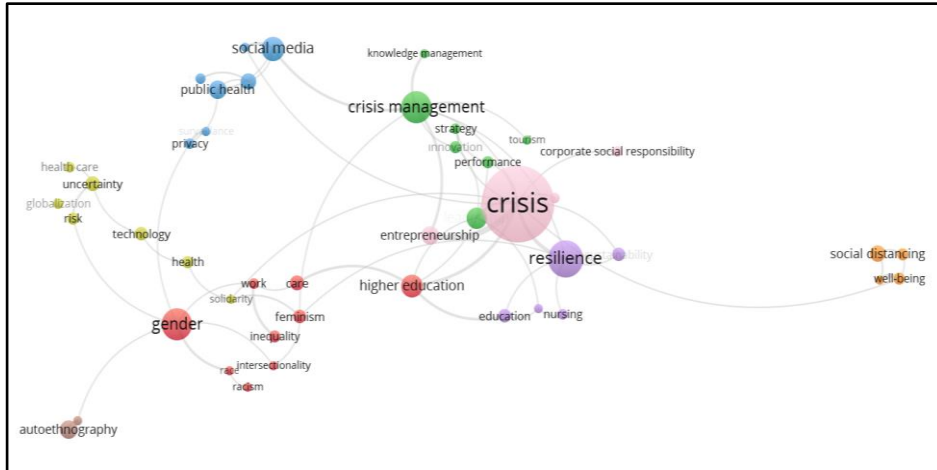 social media
knowledge management
public health
crisis management
strategy
surveillance
innovation
tourism
privacy
corporate social responsibility
performance
health care
uncertainty
crisis
globalization
risk
technology
entrepreneurship
resilience
social distancing
health
well-being
work
care
higher education
solidarity
gender
feminism
education
nursing
inequality
intersectionality
race
racism
autoethnography